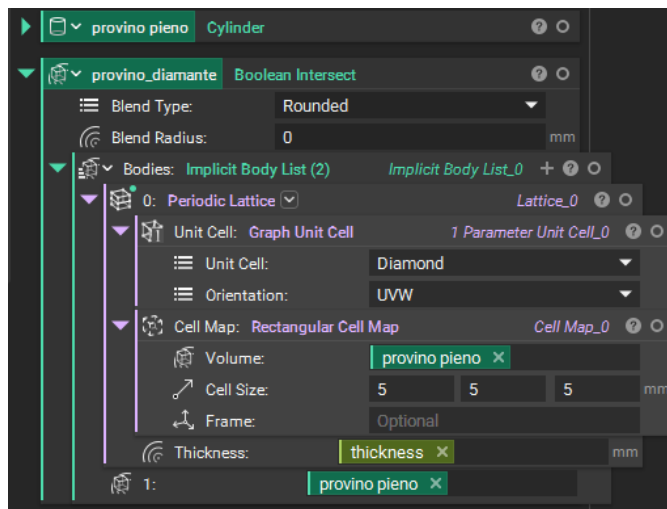 provino pieno Cylinder ?
provino_diamante Boolean Intersect ?
Blend Type: Rounded
Blend Radius: 0 mm
Bodies: Implicit Body List (2) Implicit Body List_0 + ?
0: Periodic Lattice Lattice_0 ?
Unit Cell: Graph Unit Cell 1 Parameter Unit Cell_0 ?
Unit Cell: Diamond
Orientation: UVW
Cell Map: Rectangular Cell Map Cell Map_0 ?
Volume: provino pieno ×
Cell Size: 5 5 5 mm
Frame: Optional
Thickness: thickness × mm
1: provino pieno ×